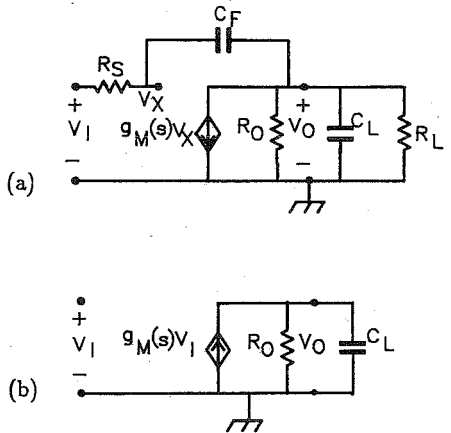 C_F
R_S
V_X
+
V_I
−
g_M(s)V_X
R_O
+
V_O
−
C_L
R_L
(a)
+
V_I
−
g_M(s)V_I
R_O
V_O
C_L
(b)